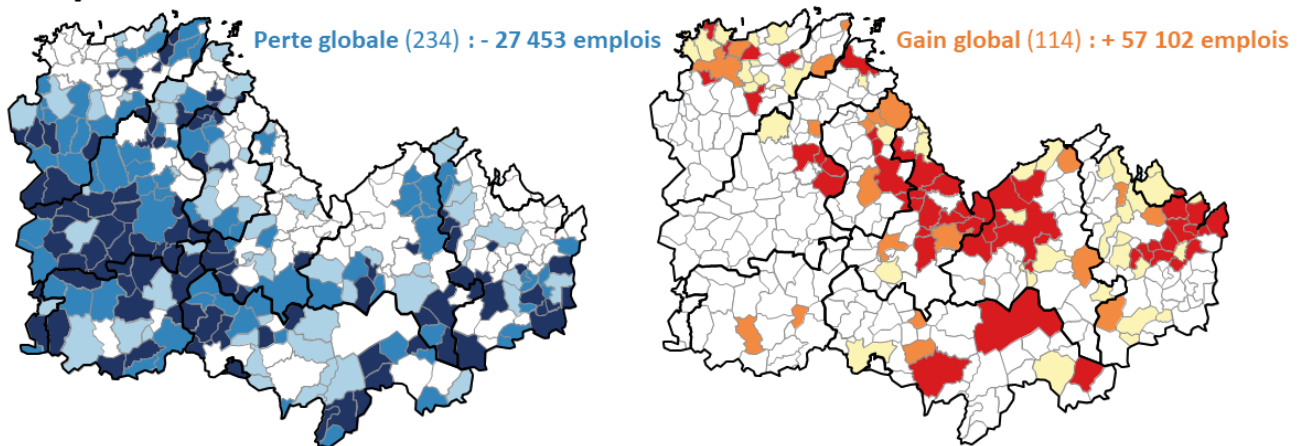 Perte globale (234) : - 27 453 emplois
Gain global (114) : + 57 102 emplois